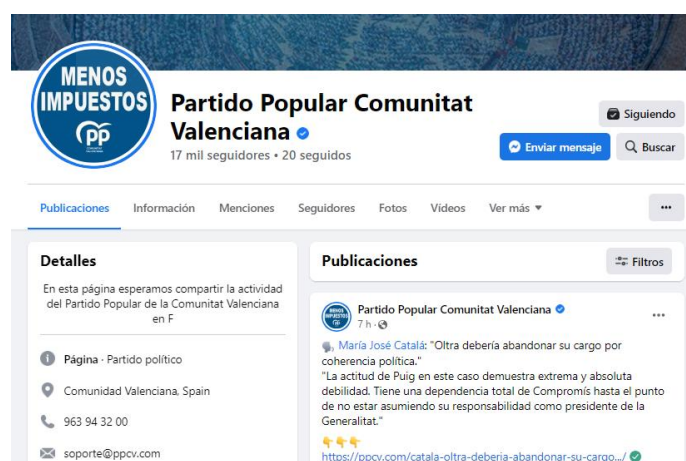 MENOS
IMPUESTOS
PP
Partido Popular Comunitat
Valenciana
17 mil seguidores • 20 seguidos
Siguiendo
Enviar mensaje
Buscar
Publicaciones
Información
Menciones
Seguidores
Fotos
Vídeos
Ver más
Detalles
En esta página esperamos compartir la actividad
del Partido Popular de la Comunitat Valenciana
en F
Página · Partido político
Comunidad Valenciana, Spain
963 94 32 00
soporte@ppcv.com
Publicaciones
Filtros
Partido Popular Comunitat Valenciana
7 h ·
María José Catalá: "Oltra debería abandonar su cargo por
coherencia política."
"La actitud de Puig en este caso demuestra extrema y absoluta
debilidad. Tiene una dependencia total de Compromís hasta el punto
de no estar asumiendo su responsabilidad como presidente de la
Generalitat."
https://ppcv.com/catala-oltra-deberia-abandonar-su-cargo.../